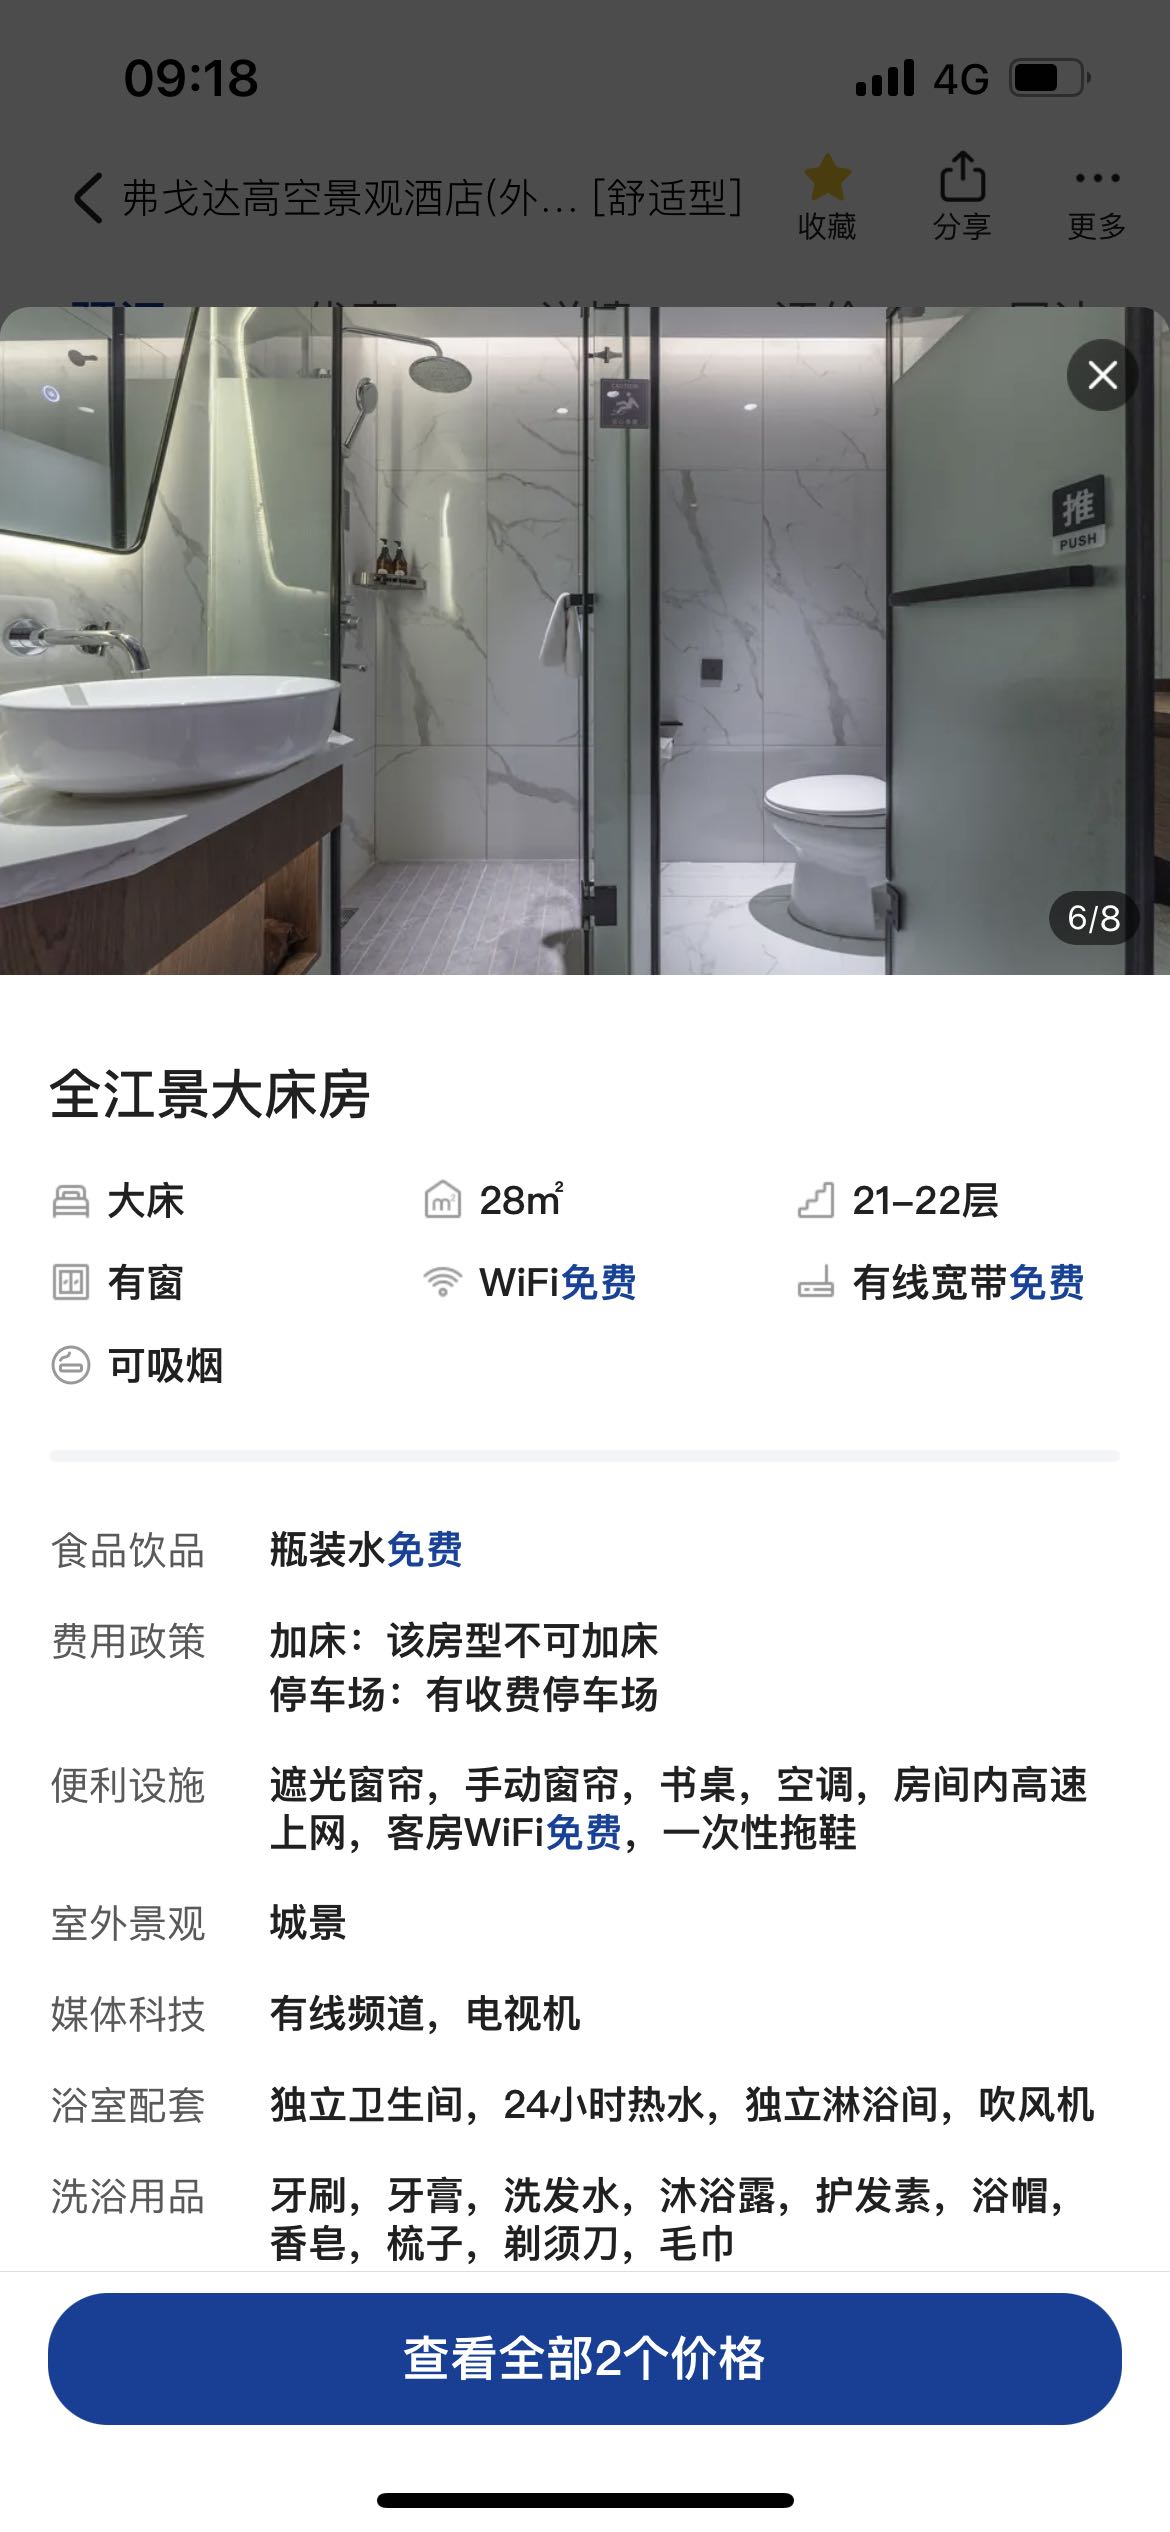 09:18
4G
弗戈达高空景观酒店(外... [舒适型]
收藏
分享
更多
CAUTION
推
PUSH
6/8
全江景大床房
大床
28m²
21-22层
有窗
WiFi免费
有线宽带免费
可吸烟
食品饮品
瓶装水免费
费用政策
加床：该房型不可加床
停车场：有收费停车场
便利设施
遮光窗帘，手动窗帘，书桌，空调，房间内高速
上网，客房WiFi免费，一次性拖鞋
室外景观
城景
媒体科技
有线频道，电视机
浴室配套
独立卫生间，24小时热水，独立淋浴间，吹风机
洗浴用品
牙刷，牙膏，洗发水，沐浴露，护发素，浴帽，
香皂，梳子，剃须刀，毛巾
查看全部2个价格